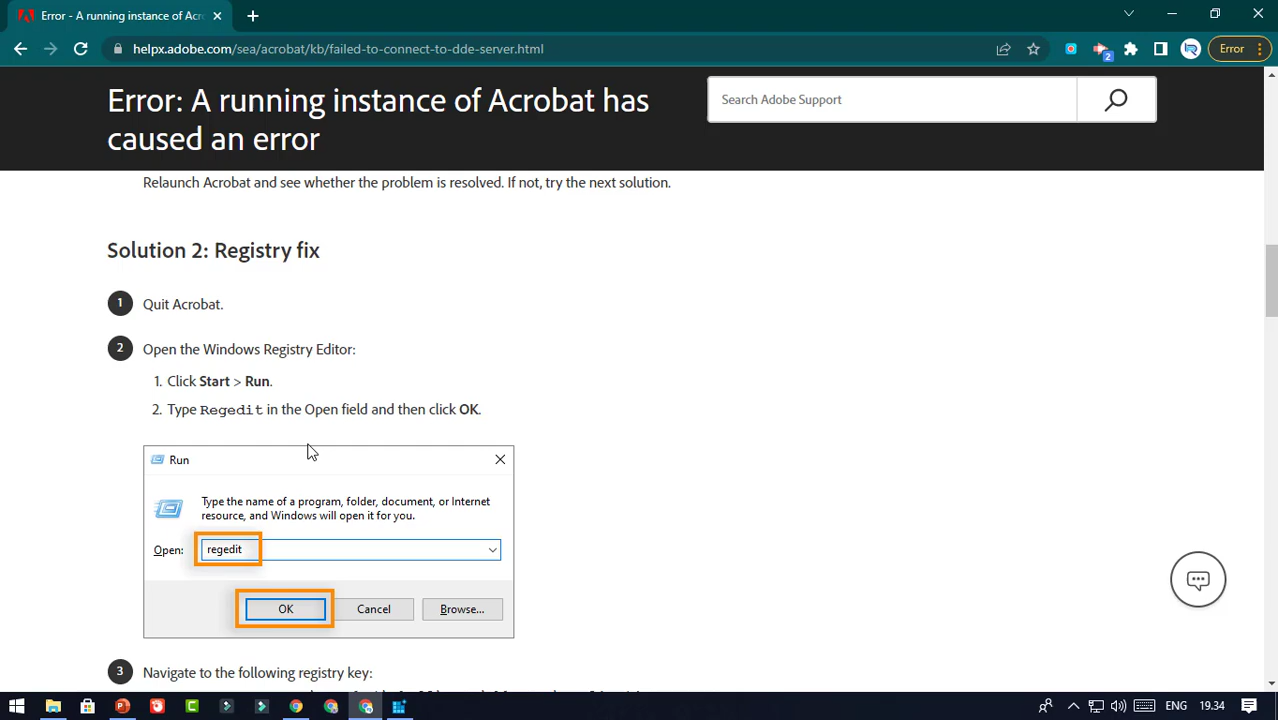 Error - A running instance of Acro
helpx.adobe.com/sea/acrobat/kb/failed-to-connect-to-dde-server.html
2
Error
Error: A running instance of Acrobat has
caused an error
Search Adobe Support
Relaunch Acrobat and see whether the problem is resolved. If not, try the next solution.
Solution 2: Registry fix
1 Quit Acrobat.
2 Open the Windows Registry Editor:
1. Click Start > Run.
2. Type Regedit in the Open field and then click OK.
Run
Type the name of a program, folder, document, or Internet
resource, and Windows will open it for you.
Open: regedit
OK Cancel Browse...
3 Navigate to the following registry key:
ENG 19.34